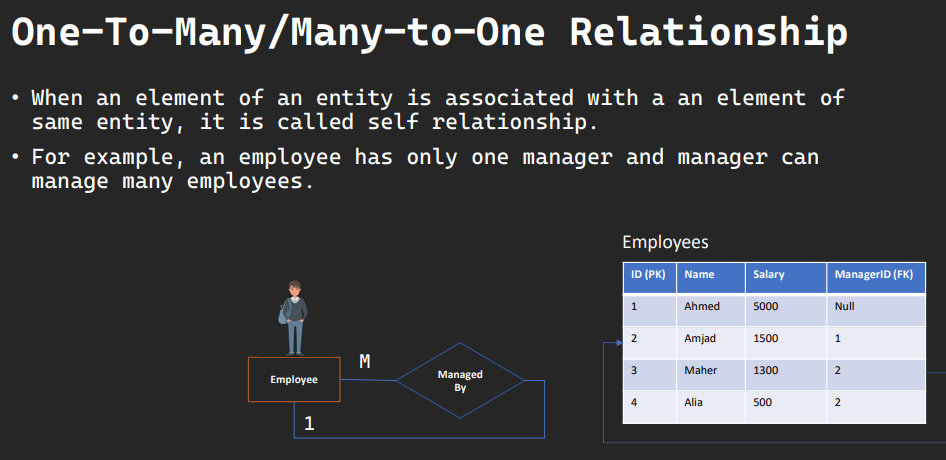 One-To-Many/Many-to-One Relationship
• When an element of an entity is associated with a an element of
same entity, it is called self relationship.
• For example, an employee has only one manager and manager can
manage many employees.
Employee
M
1
Managed
By
Employees
ID (PK) Name Salary ManagerID (FK)
1 Ahmed 5000 Null
2 Amjad 1500 1
3 Maher 1300 2
4 Alia 500 2